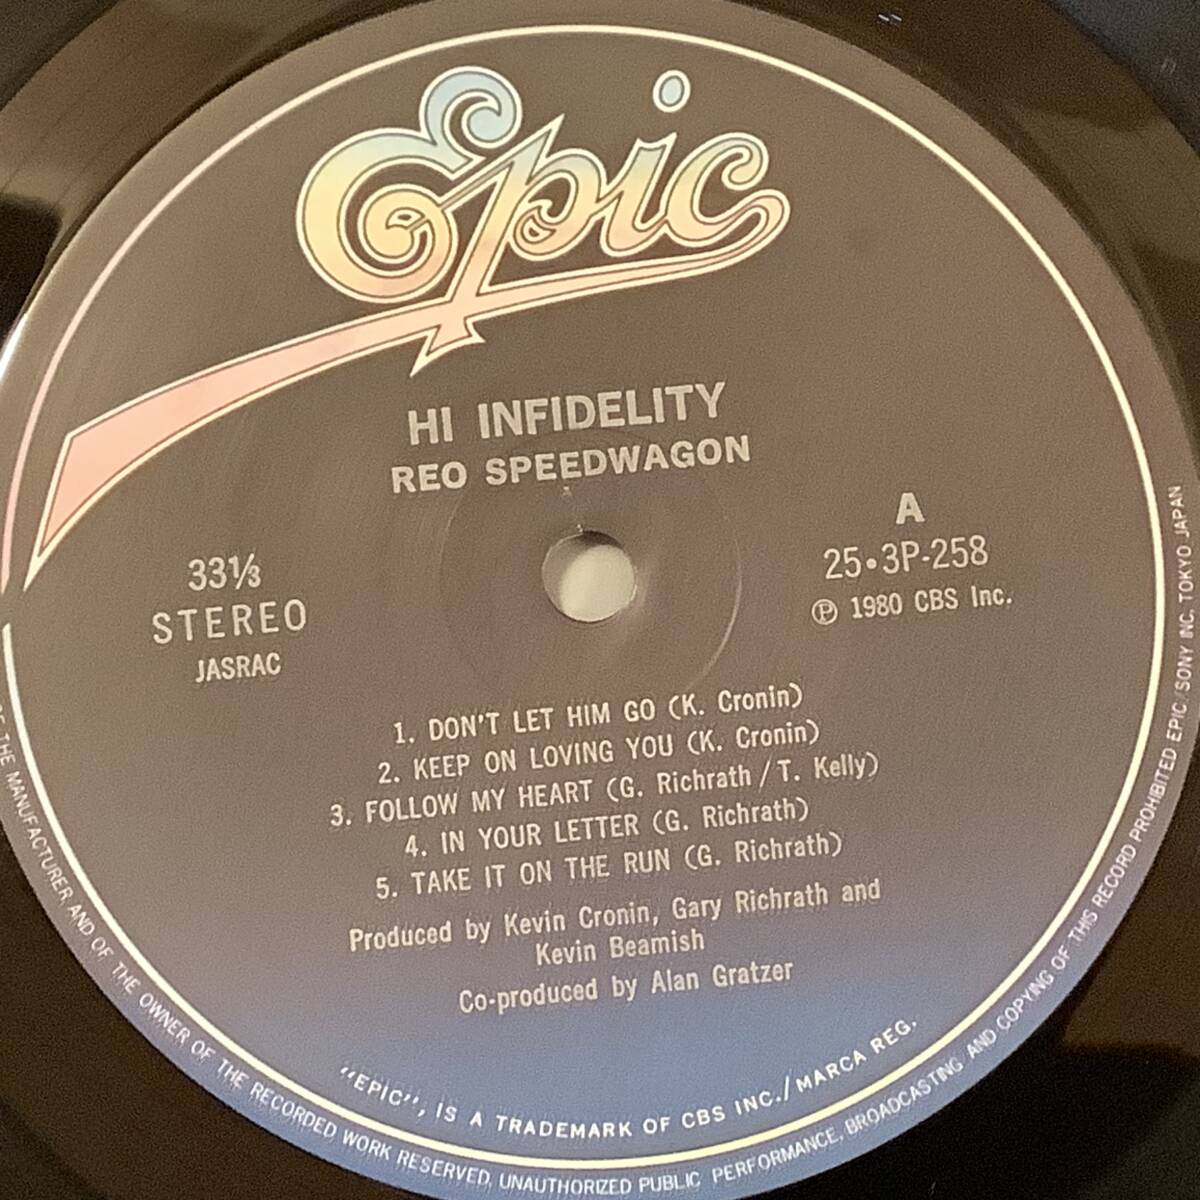 Epic
HI INFIDELITY
REO SPEEDWAGON
33⅓
STEREO
JASRAC
A
25•3P-258
Ⓟ 1980 CBS Inc.
1. DON'T LET HIM GO (K. Cronin)
2. KEEP ON LOVING YOU (K. Cronin)
3. FOLLOW MY HEART (G. Richrath / T. Kelly)
4. IN YOUR LETTER (G. Richrath)
5. TAKE IT ON THE RUN (G. Richrath)
Produced by Kevin Cronin, Gary Richrath and
Kevin Beamish
Co-produced by Alan Gratzer
"EPIC", IS A TRADEMARK OF CBS INC./MARCA REG.
THE MANUFACTURER AND OF THE OWNER OF THE RECORDED WORK RESERVED. UNAUTHORIZED PUBLIC PERFORMANCE, BROADCASTING AND COPYING OF THIS RECORD PROHIBITED EPIC/SONY INC. TOKYO JAPAN